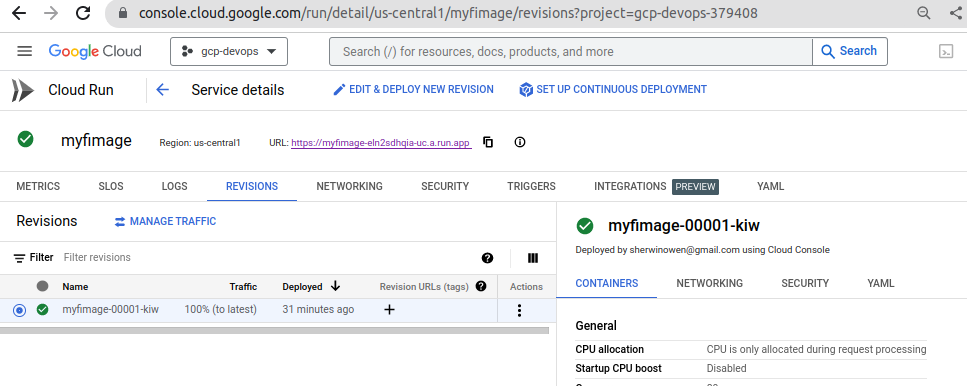 console.cloud.google.com/run/detail/us-central1/myfimage/revisions?project=gcp-devops-379408
Google Cloud gcp-devops Search (/) for resources, docs, products, and more Search
Cloud Run Service details EDIT & DEPLOY NEW REVISION SET UP CONTINUOUS DEPLOYMENT
myfimage Region: us-central1 URL: https://myfimage-eln2sdhqia-uc.a.run.app
METRICS SLOS LOGS REVISIONS NETWORKING SECURITY TRIGGERS INTEGRATIONS PREVIEW YAML
Revisions MANAGE TRAFFIC
Filter Filter revisions
Name Traffic Deployed Revision URLs (tags) Actions
myfimage-00001-kiw 100% (to latest) 31 minutes ago
myfimage-00001-kiw
Deployed by sherwinowen@gmail.com using Cloud Console
CONTAINERS NETWORKING SECURITY YAML
General
CPU allocation CPU is only allocated during request processing
Startup CPU boost Disabled